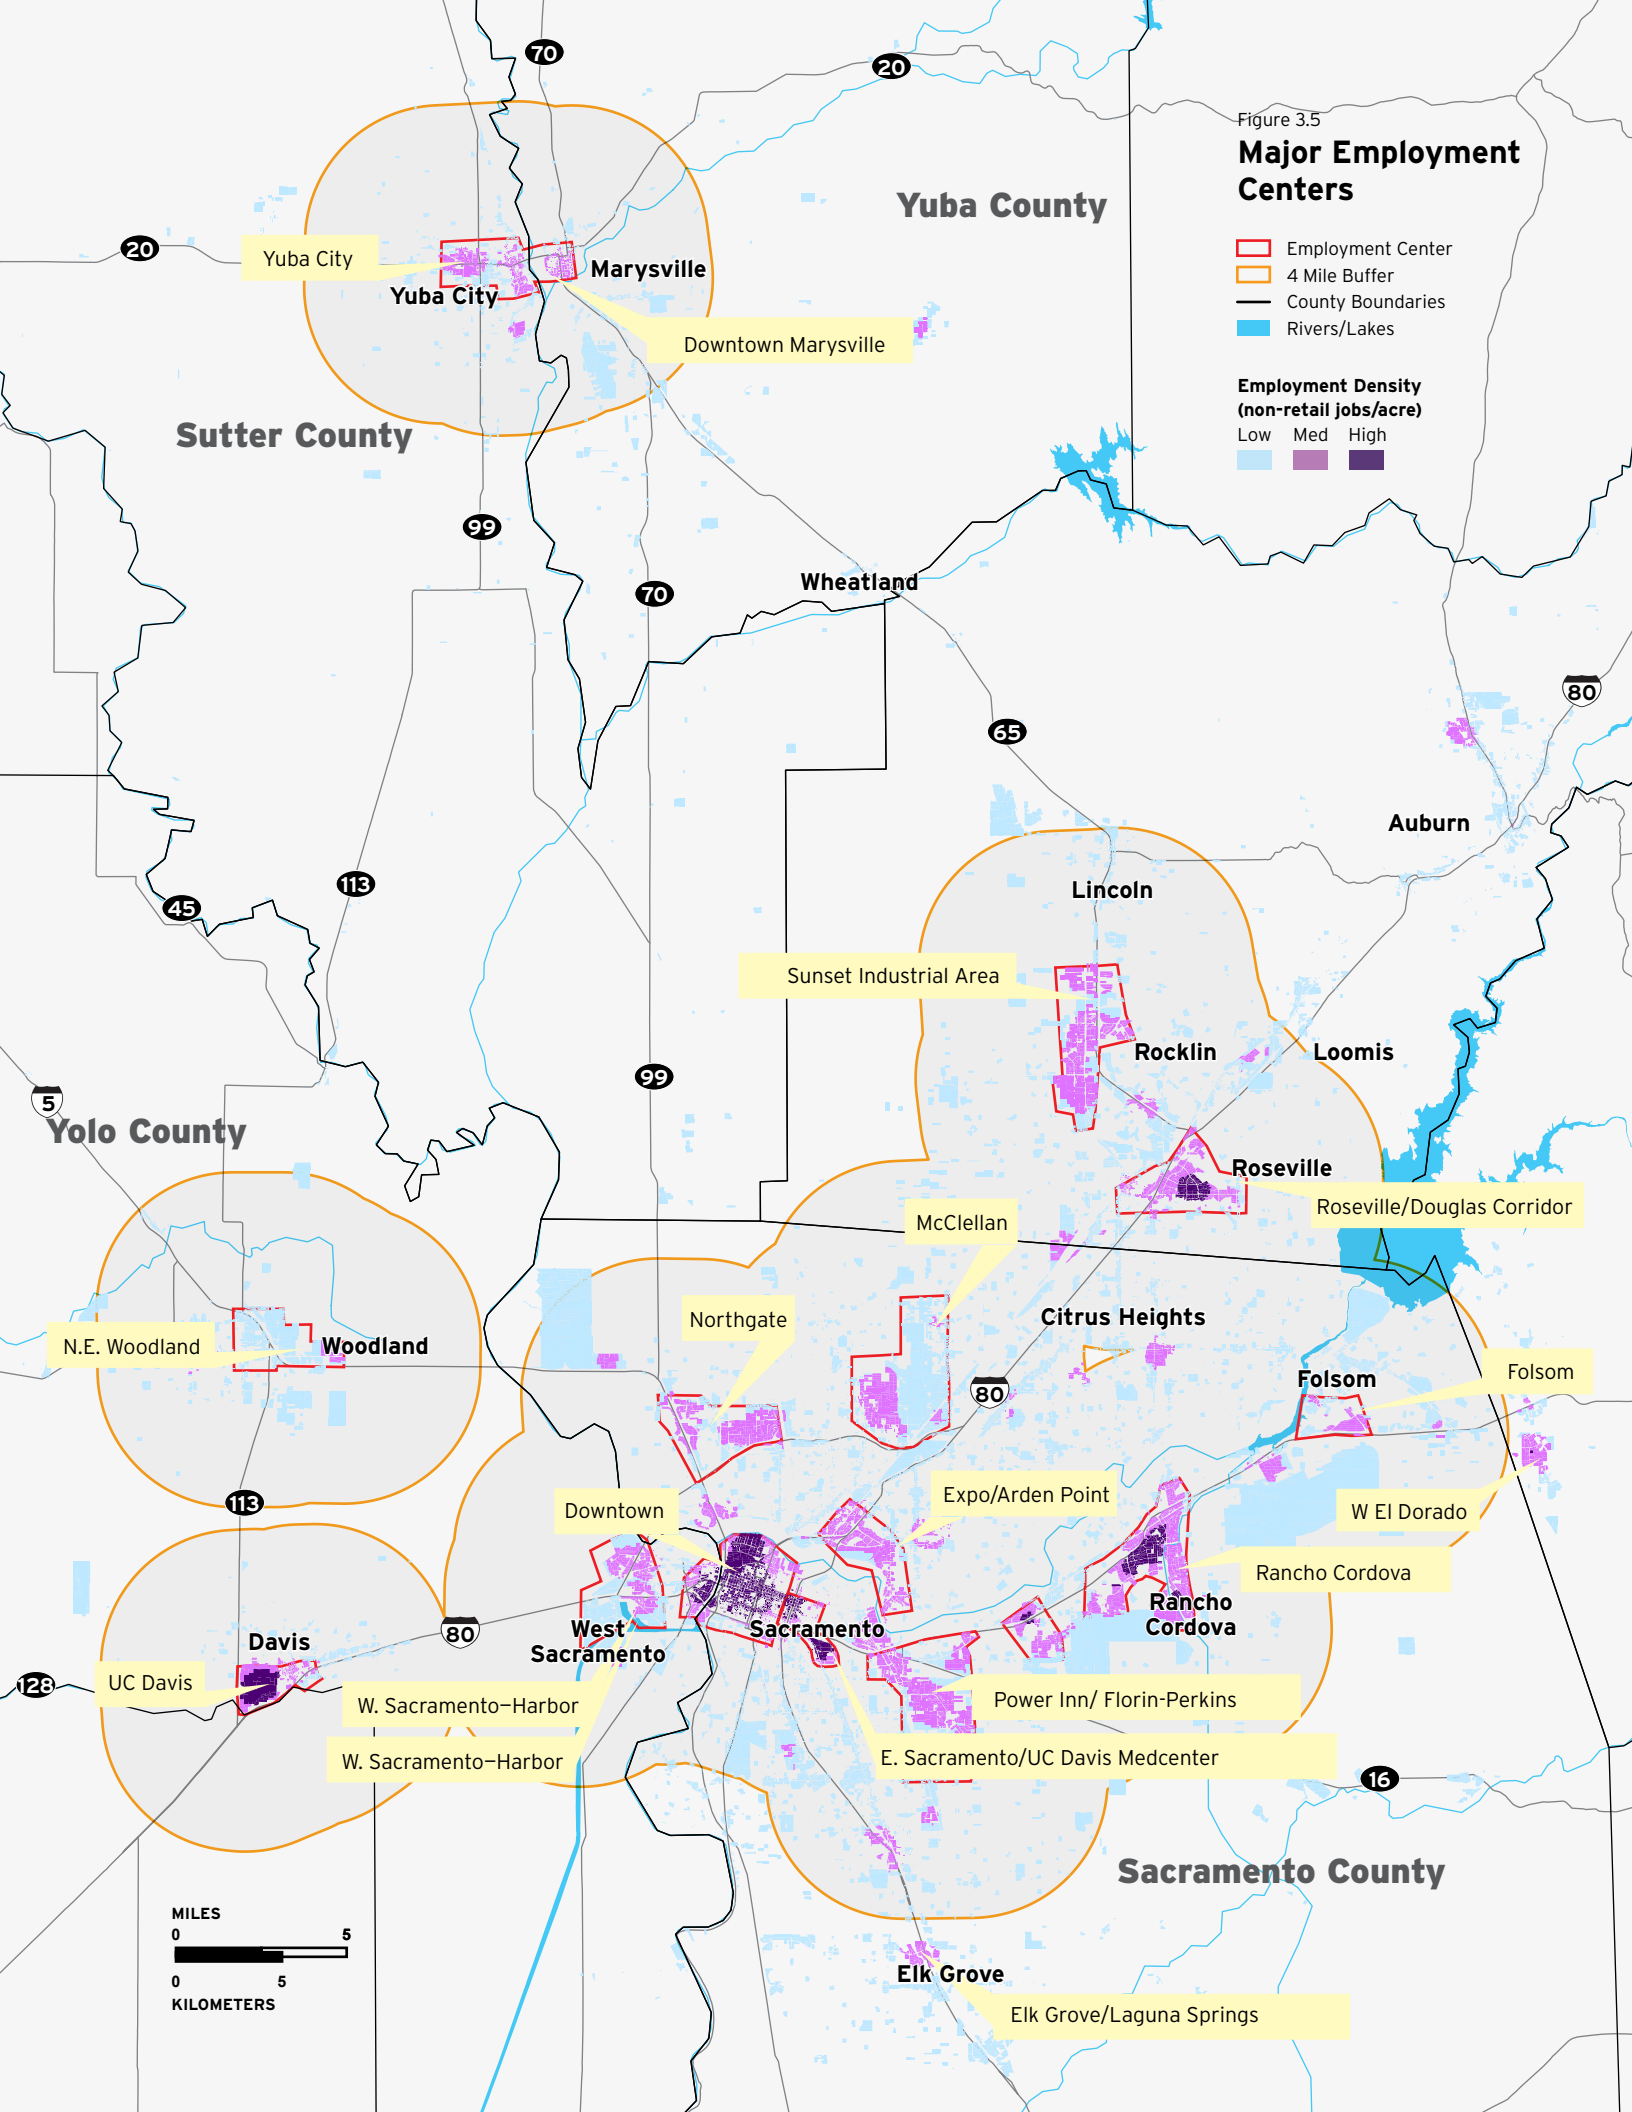 70
20
Figure 3.5
Major Employment
Centers
Yuba County
20
Employment Center
4 Mile Buffer
County Boundaries
Rivers/Lakes
Yuba City
Marysville
Yuba City
Downtown Marysville
Employment Density
(non-retail jobs/acre)
Low Med High
Sutter County
99
Wheatland
70
80
65
Auburn
113
Lincoln
45
Sunset Industrial Area
Rocklin
Loomis
99
5
Yolo County
Roseville
Roseville/Douglas Corridor
McClellan
Northgate
Citrus Heights
N.E. Woodland
Woodland
Folsom
Folsom
80
113
Downtown
Expo/Arden Point
W El Dorado
Rancho Cordova
Rancho
Cordova
80
West
Sacramento
Sacramento
Davis
UC Davis
128
W. Sacramento–Harbor
Power Inn/ Florin-Perkins
W. Sacramento–Harbor
E. Sacramento/UC Davis Medcenter
16
Sacramento County
MILES
0 5
0 5
KILOMETERS
Elk Grove
Elk Grove/Laguna Springs